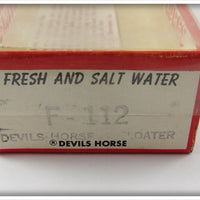 FRESH AND SALT WATER
F-112
DEVILS-HORSE FLOATER
® DEVILS HORSE